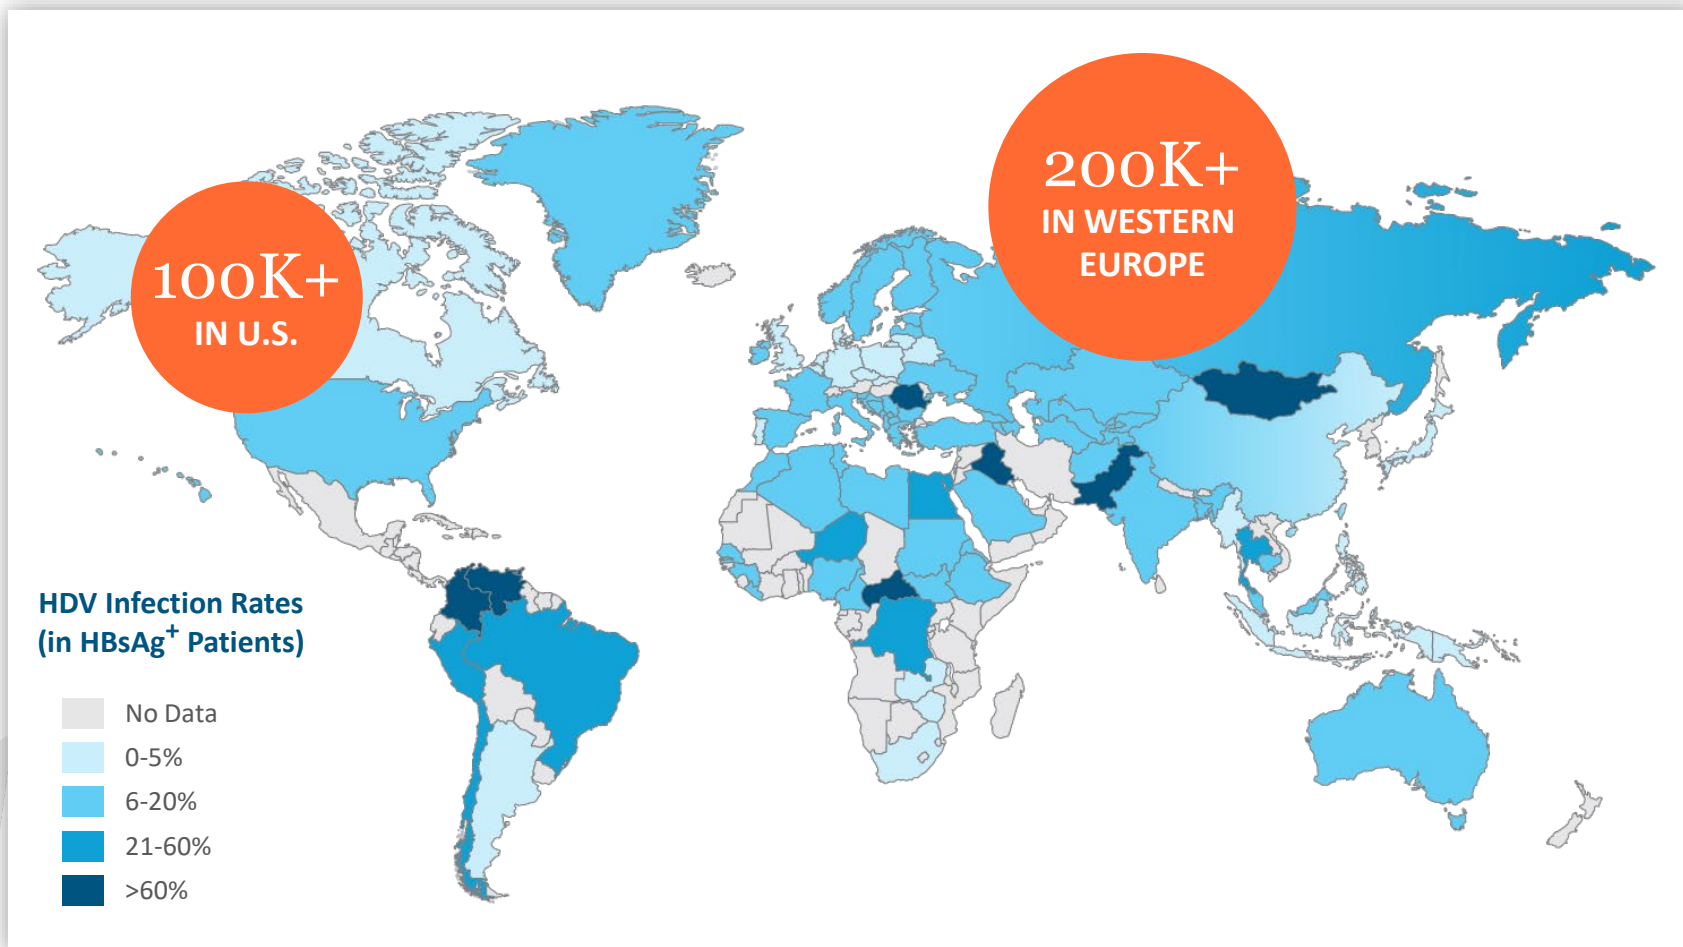 100K+
IN U.S.
200K+
IN WESTERN
EUROPE
HDV Infection Rates
(in HBsAg⁺ Patients)
No Data
0-5%
6-20%
21-60%
>60%